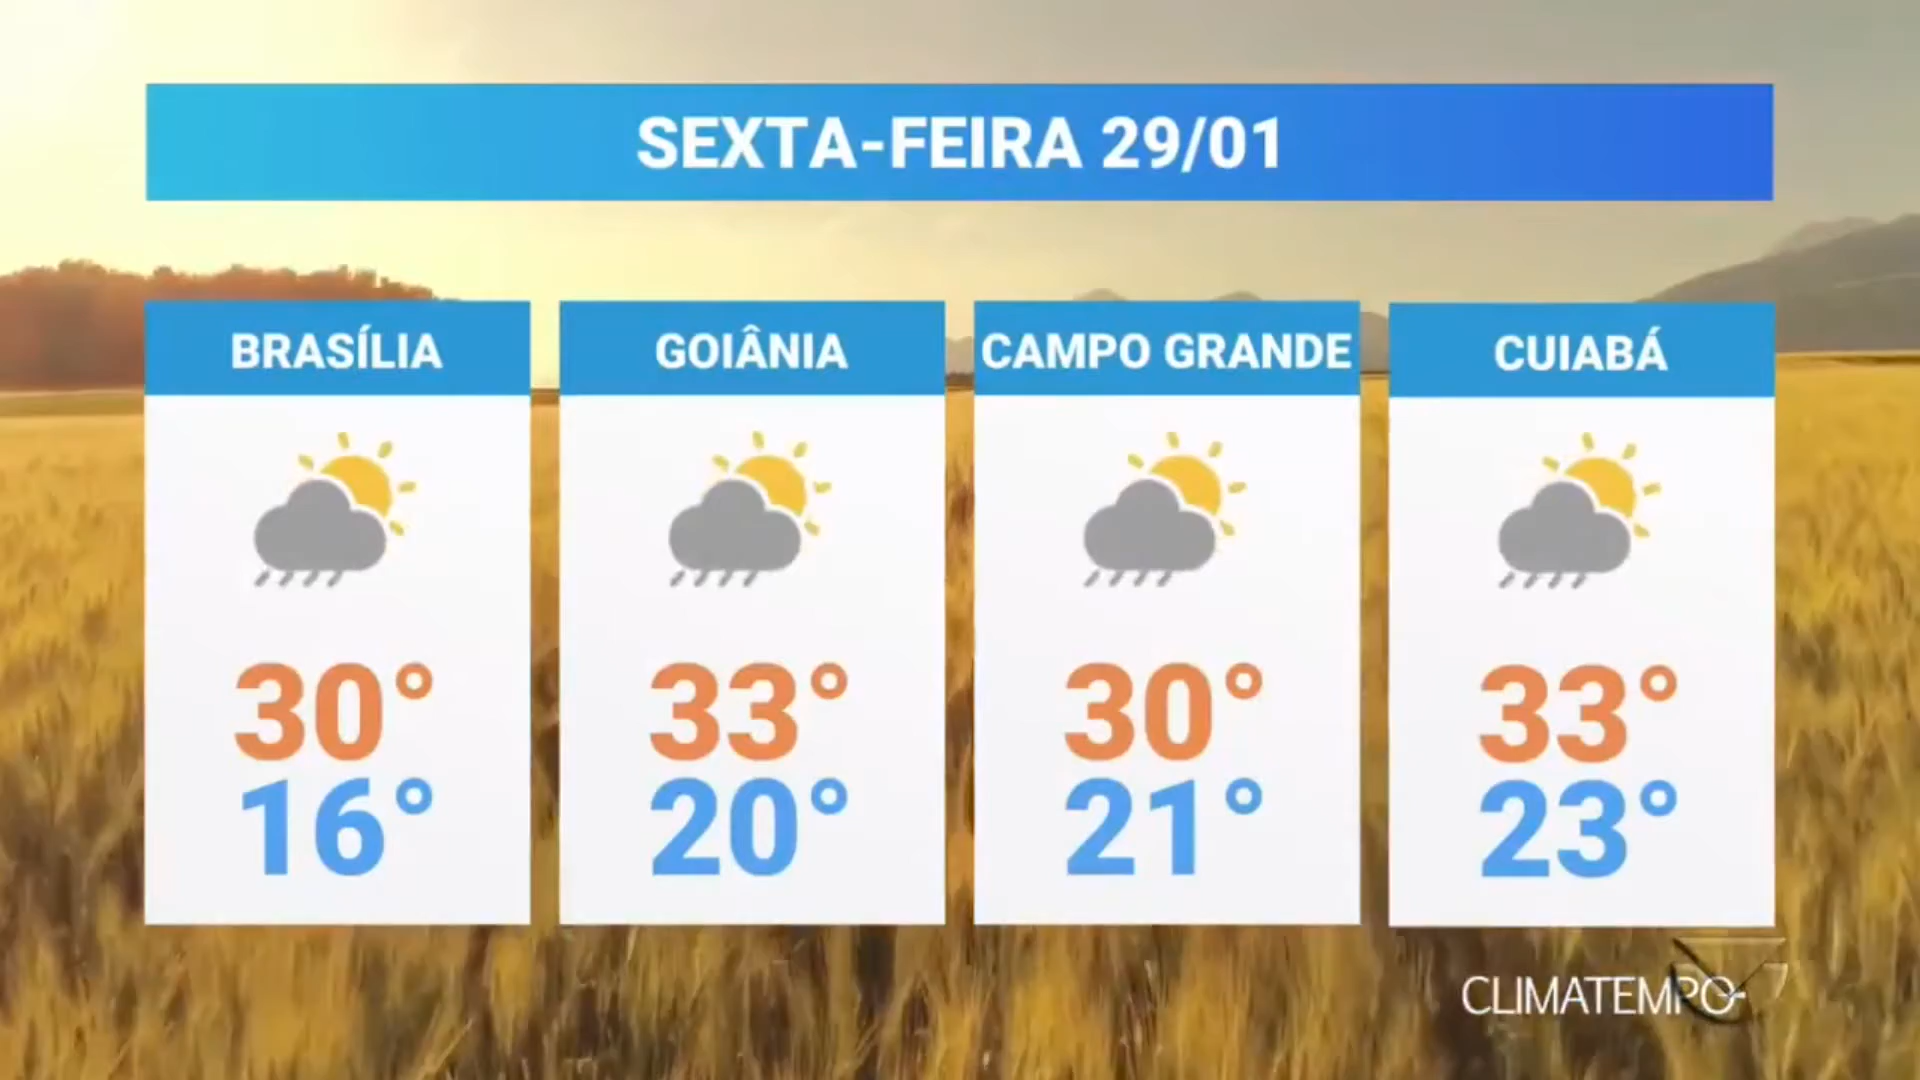 SEXTA-FEIRA 29/01
BRASÍLIA
30°
16°
GOIÂNIA
33°
20°
CAMPO GRANDE
30°
21°
CUIABÁ
33°
23°
CLIMATEMPO